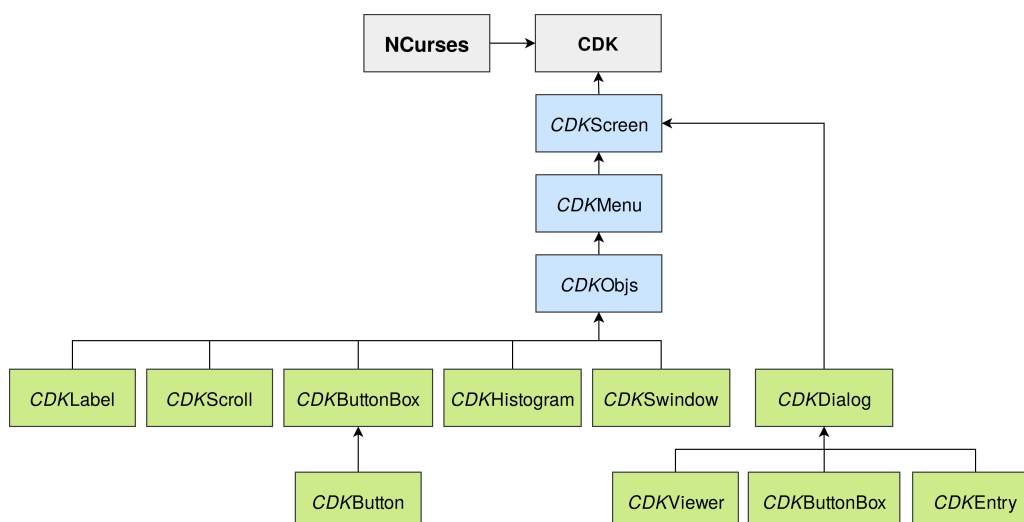 NCurses
CDK
CDKScreen
CDKMenu
CDKObjs
CDKLabel
CDKScroll
CDKButtonBox
CDKHistogram
CDKSwindow
CDKDialog
CDKButton
CDKViewer
CDKButtonBox
CDKEntry